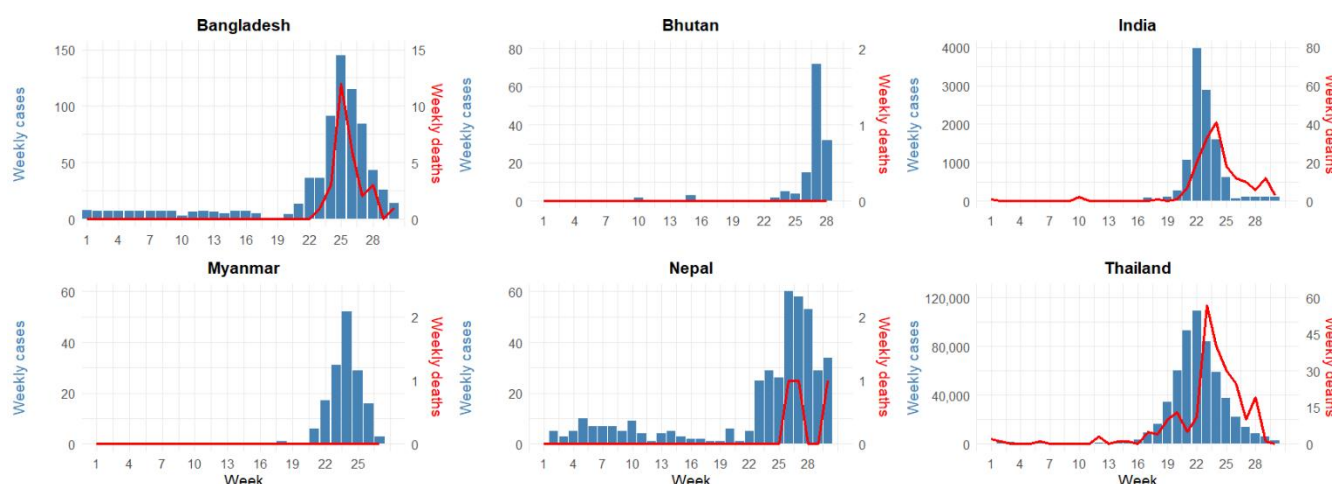 Bangladesh
Weekly cases
150
100
50
0
Weekly deaths
15
10
5
0
1 4 7 10 13 16 19 22 25 28
Bhutan
Weekly cases
80
60
40
20
0
Weekly deaths
2
1
0
1 4 7 10 13 16 19 22 25 28
India
Weekly cases
4000
3000
2000
1000
0
Weekly deaths
80
60
40
20
0
1 4 7 10 13 16 19 22 25 28
Myanmar
Weekly cases
60
40
20
0
Weekly deaths
2
1
0
1 4 7 10 13 16 19 22 25
Week
Nepal
Weekly cases
60
40
20
0
Weekly deaths
2
1
0
1 4 7 10 13 16 19 22 25 28
Week
Thailand
Weekly cases
120,000
80,000
40,000
0
Weekly deaths
60
45
30
15
0
1 4 7 10 13 16 19 22 25 28
Week